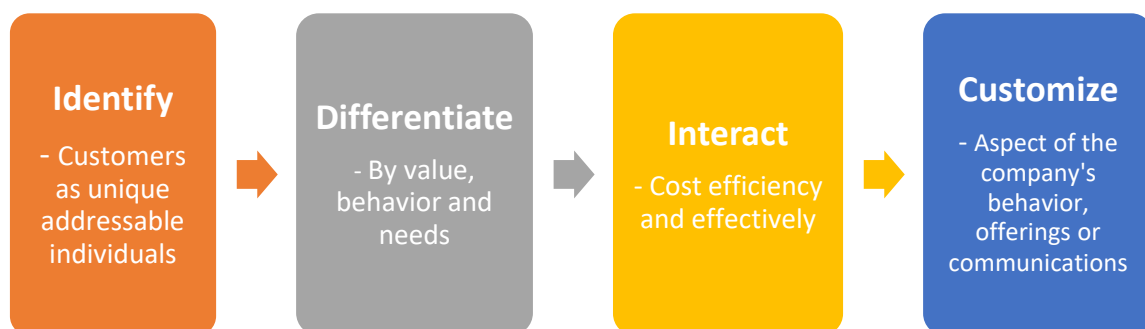 Identify
- Customers
as unique
addressable
individuals
Differentiate
- By value,
behavior and
needs
Interact
- Cost efficiency
and effectively
Customize
- Aspect of the
company's
behavior,
offerings or
communications